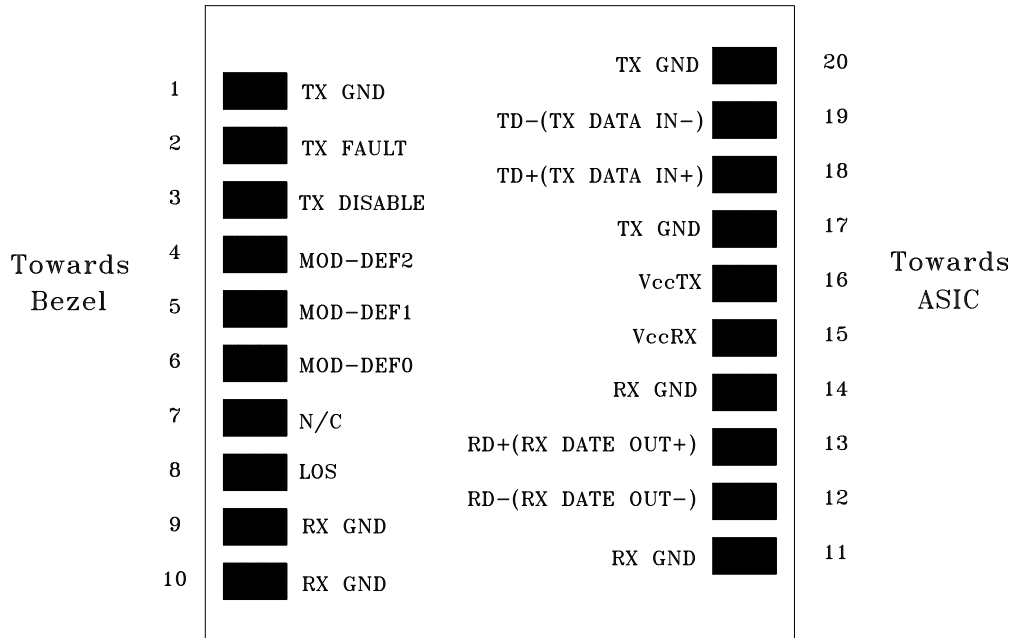 1 TX GND
2 TX FAULT
3 TX DISABLE
4 MOD-DEF2
5 MOD-DEF1
6 MOD-DEF0
7 N/C
8 LOS
9 RX GND
10 RX GND
Towards
Bezel
TX GND 20
TD-(TX DATA IN-) 19
TD+(TX DATA IN+) 18
TX GND 17
VccTX 16
VccRX 15
RX GND 14
RD+(RX DATE OUT+) 13
RD-(RX DATE OUT-) 12
RX GND 11
Towards
ASIC